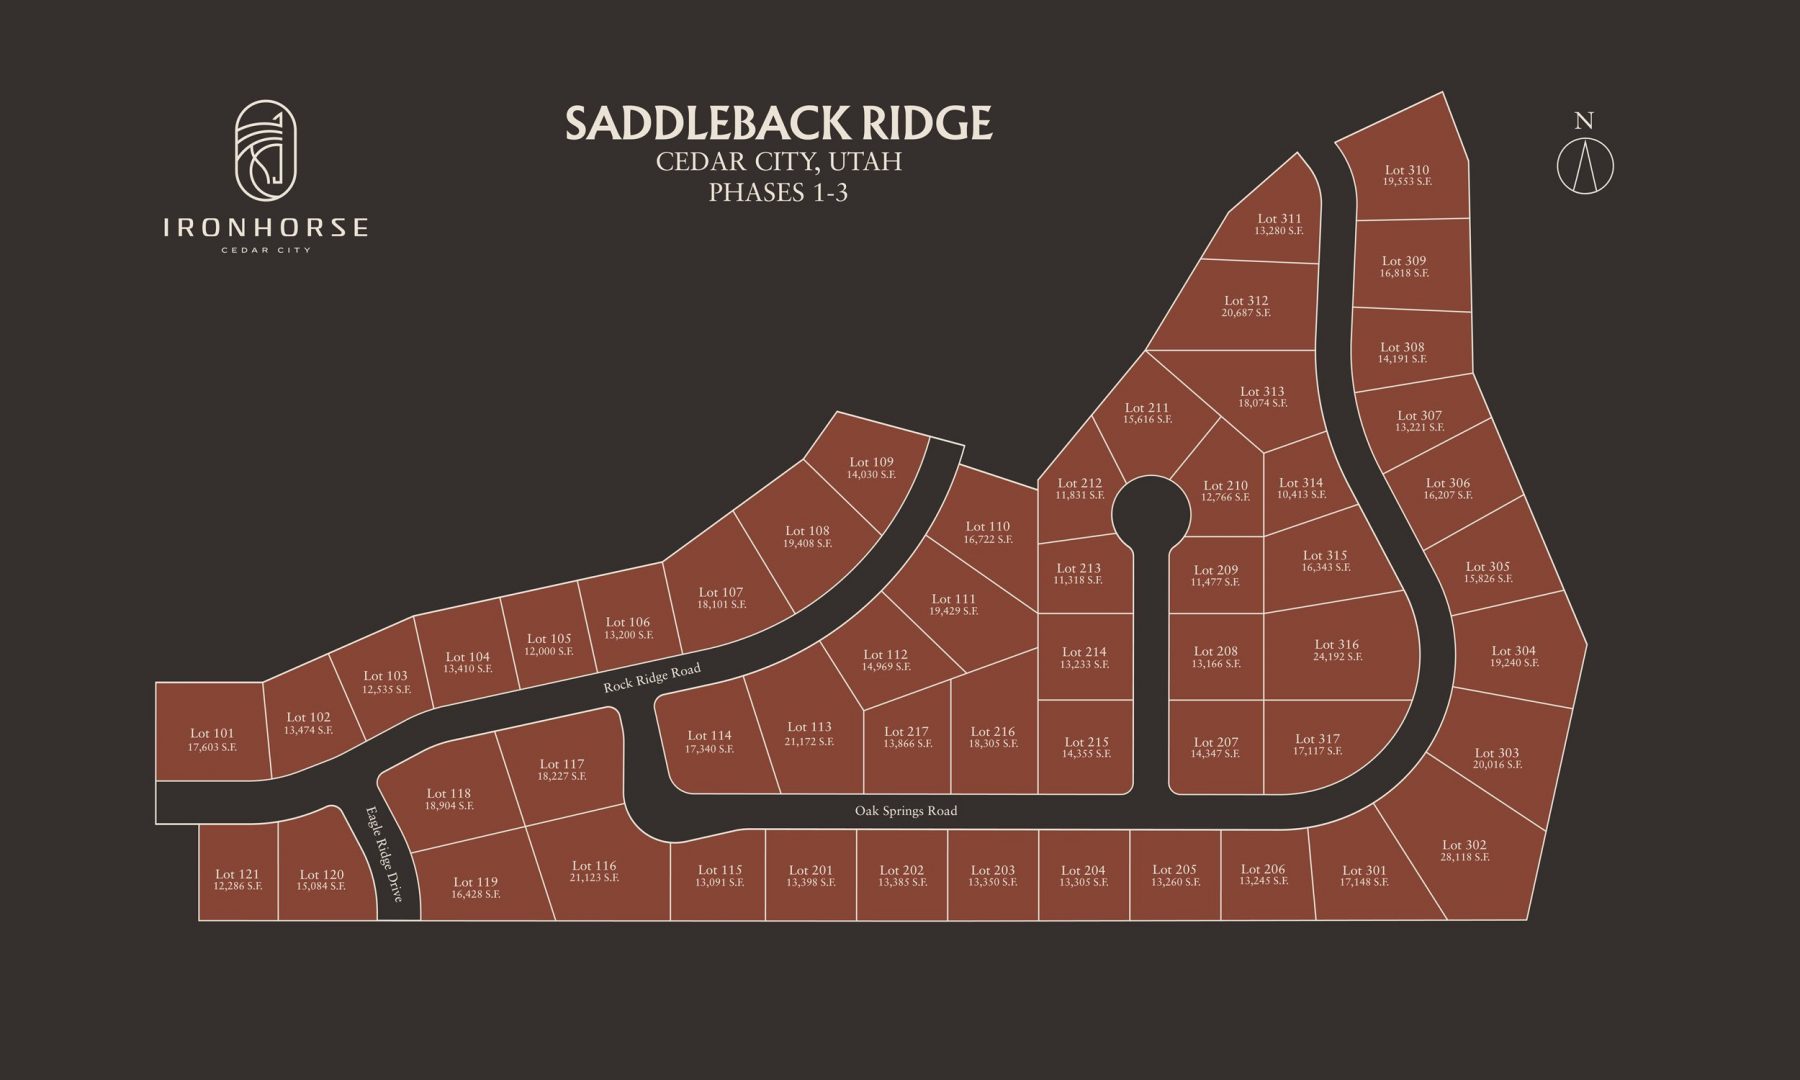 IRONHORSE
CEDAR CITY
SADDLEBACK RIDGE
CEDAR CITY, UTAH
PHASES 1-3
N
Lot 310
19,553 S.F.
Lot 311
13,280 S.F.
Lot 309
16,818 S.F.
Lot 312
20,687 S.F.
Lot 308
14,191 S.F.
Lot 313
18,074 S.F.
Lot 211
15,616 S.F.
Lot 307
13,221 S.F.
Lot 109
14,030 S.F.
Lot 212
11,831 S.F.
Lot 210
12,766 S.F.
Lot 314
10,413 S.F.
Lot 306
16,207 S.F.
Lot 108
19,408 S.F.
Lot 110
16,722 S.F.
Lot 213
11,318 S.F.
Lot 209
11,477 S.F.
Lot 315
16,343 S.F.
Lot 305
15,826 S.F.
Lot 107
18,101 S.F.
Lot 111
19,429 S.F.
Lot 106
13,200 S.F.
Lot 105
12,000 S.F.
Lot 104
13,410 S.F.
Lot 103
12,535 S.F.
Lot 102
13,474 S.F.
Lot 101
17,603 S.F.
Rock Ridge Road
Lot 112
14,969 S.F.
Lot 214
13,233 S.F.
Lot 208
13,166 S.F.
Lot 316
24,192 S.F.
Lot 304
19,240 S.F.
Lot 114
17,340 S.F.
Lot 113
21,172 S.F.
Lot 217
13,866 S.F.
Lot 216
18,305 S.F.
Lot 215
14,355 S.F.
Lot 207
14,347 S.F.
Lot 317
17,117 S.F.
Lot 303
20,016 S.F.
Lot 118
18,904 S.F.
Lot 117
18,227 S.F.
Oak Springs Road
Eagle Ridge Drive
Lot 121
12,286 S.F.
Lot 120
15,084 S.F.
Lot 119
16,428 S.F.
Lot 116
21,123 S.F.
Lot 115
13,091 S.F.
Lot 201
13,398 S.F.
Lot 202
13,385 S.F.
Lot 203
13,350 S.F.
Lot 204
13,305 S.F.
Lot 205
13,260 S.F.
Lot 206
13,245 S.F.
Lot 301
17,148 S.F.
Lot 302
28,118 S.F.